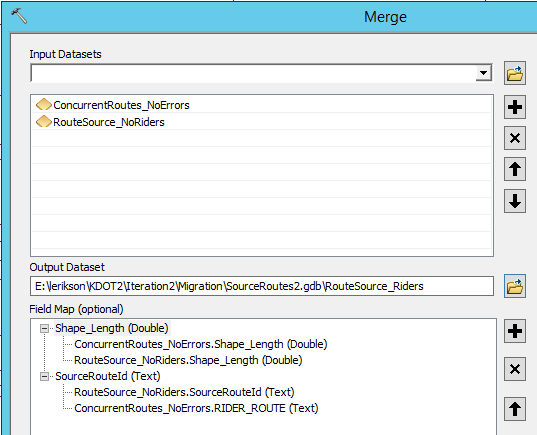 Merge
Input Datasets
ConcurrentRoutes_NoErrors
RouteSource_NoRiders
Output Dataset
E:\lerikson\KDOT2\Iteration2\Migration\SourceRoutes2.gdb\RouteSource_Riders
Field Map (optional)
Shape_Length (Double)
ConcurrentRoutes_NoErrors.Shape_Length (Double)
RouteSource_NoRiders.Shape_Length (Double)
SourceRouteId (Text)
RouteSource_NoRiders.SourceRouteId (Text)
ConcurrentRoutes_NoErrors.RIDER_ROUTE (Text)